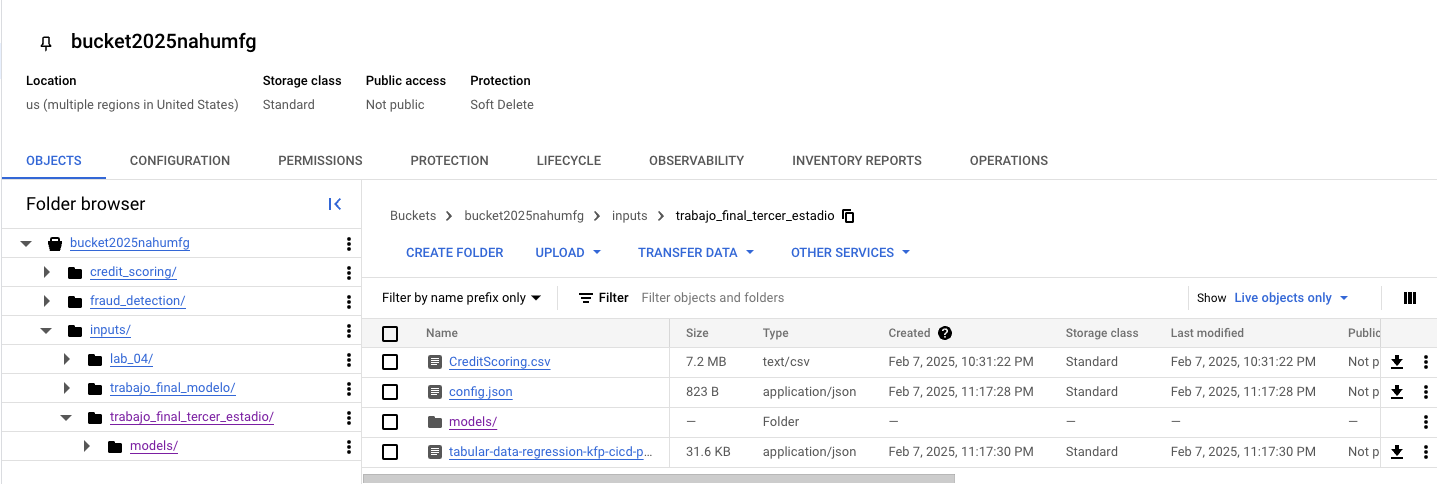 bucket2025nahumfg
Location Storage class Public access Protection
us (multiple regions in United States) Standard Not public Soft Delete
OBJECTS CONFIGURATION PERMISSIONS PROTECTION LIFECYCLE OBSERVABILITY INVENTORY REPORTS OPERATIONS
Folder browser
bucket2025nahumfg
credit_scoring/
fraud_detection/
inputs/
lab_04/
trabajo_final_modelo/
trabajo_final_tercer_estadio/
models/
Buckets > bucket2025nahumfg > inputs > trabajo_final_tercer_estadio
CREATE FOLDER UPLOAD TRANSFER DATA OTHER SERVICES
Filter by name prefix only Filter Filter objects and folders Show Live objects only
Name Size Type Created ? Storage class Last modified Public
CreditScoring.csv 7.2 MB text/csv Feb 7, 2025, 10:31:22 PM Standard Feb 7, 2025, 10:31:22 PM Not p
config.json 823 B application/json Feb 7, 2025, 11:17:28 PM Standard Feb 7, 2025, 11:17:28 PM Not p
models/ — Folder — — — —
tabular-data-regression-kfp-cicd-p... 31.6 KB application/json Feb 7, 2025, 11:17:30 PM Standard Feb 7, 2025, 11:17:30 PM Not p